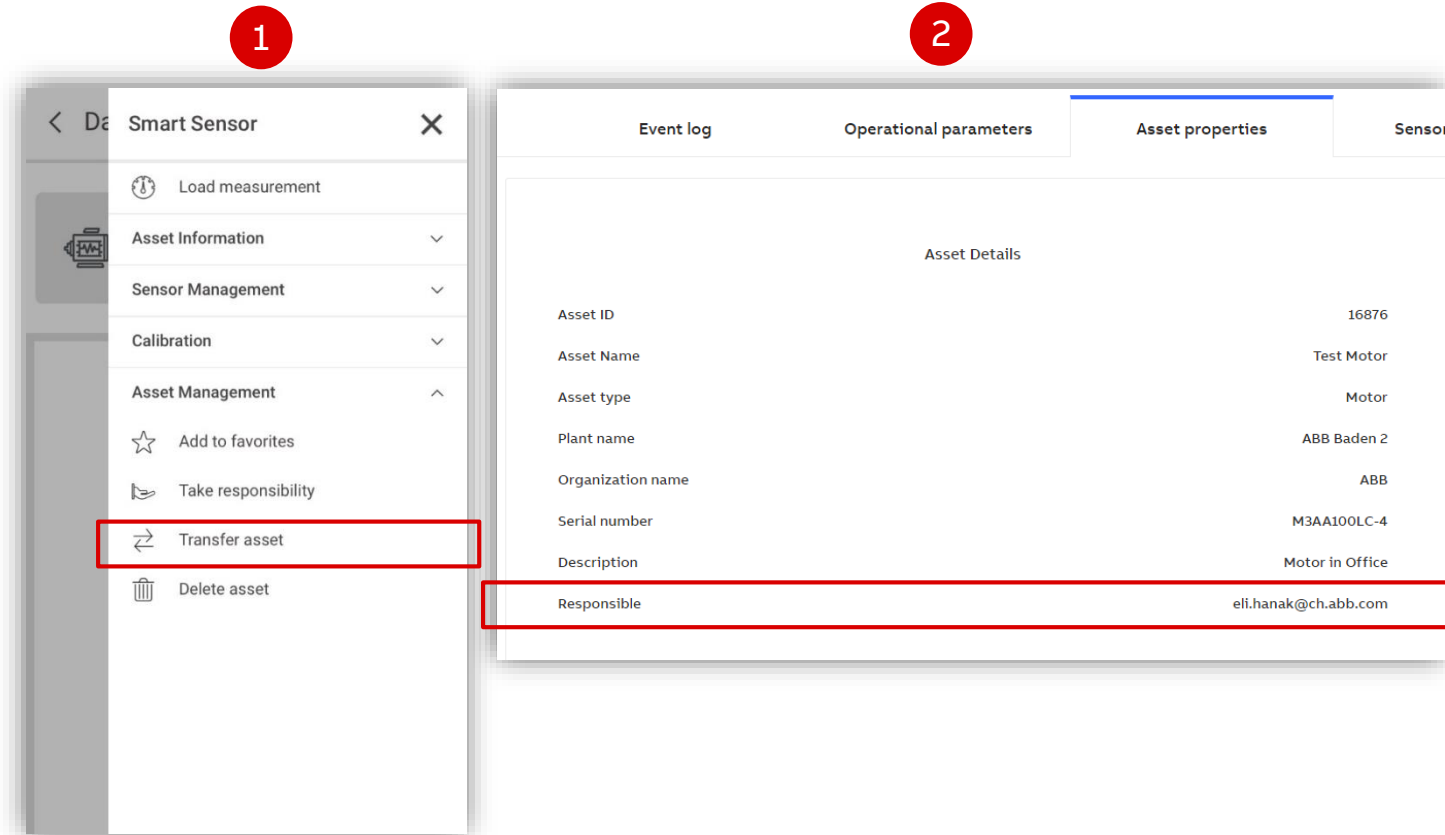 1
2
Da
Smart Sensor
Load measurement
Asset Information
Sensor Management
Calibration
Asset Management
Add to favorites
Take responsibility
Transfer asset
Delete asset
Event log Operational parameters Asset properties Sensor
Asset Details
Asset ID 16876
Asset Name Test Motor
Asset type Motor
Plant name ABB Baden 2
Organization name ABB
Serial number M3AA100LC-4
Description Motor in Office
Responsible eli.hanak@ch.abb.com